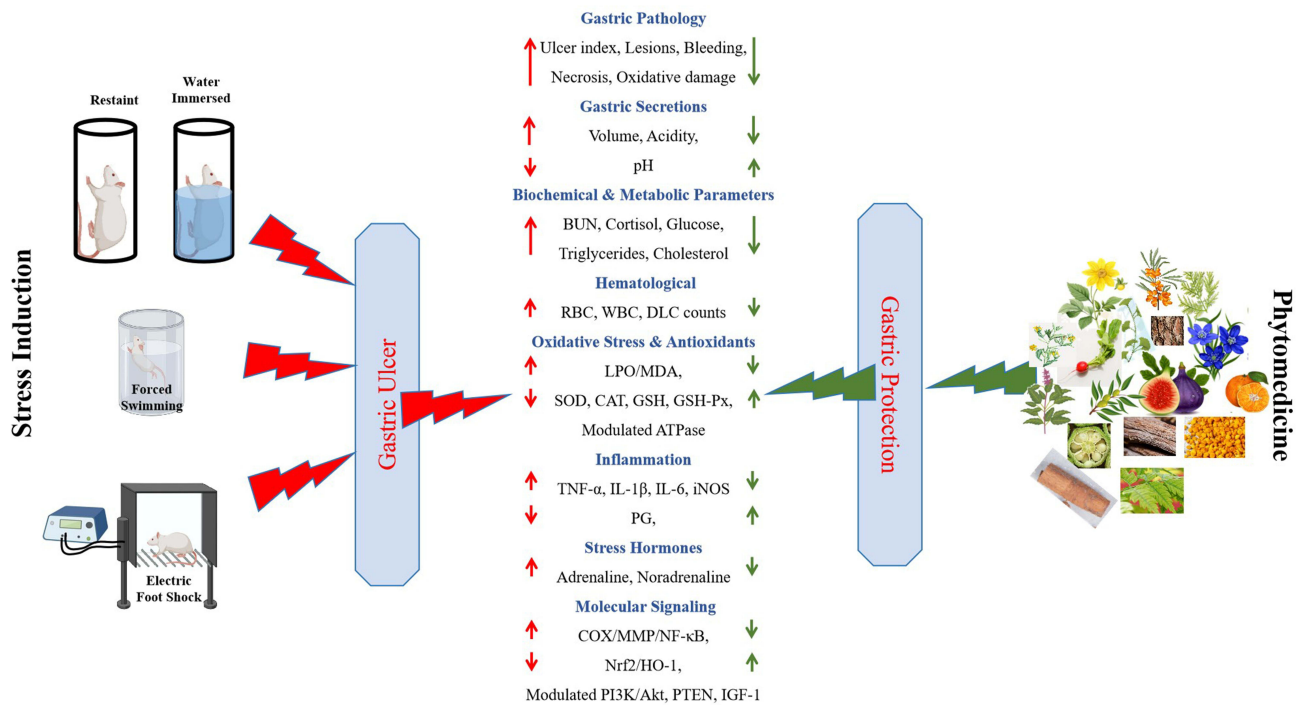 Stress Induction
Restaint
Water
Immersed
Forced
Swimming
Electric
Foot Shock
Gastric Ulcer
Gastric Pathology
Ulcer index, Lesions, Bleeding,
Necrosis, Oxidative damage
Gastric Secretions
Volume, Acidity,
pH
Biochemical & Metabolic Parameters
BUN, Cortisol, Glucose,
Triglycerides, Cholesterol
Hematological
RBC, WBC, DLC counts
Oxidative Stress & Antioxidants
LPO/MDA,
SOD, CAT, GSH, GSH-Px,
Modulated ATPase
Inflammation
TNF-α, IL-1β, IL-6, iNOS
PG,
Stress Hormones
Adrenaline, Noradrenaline
Molecular Signaling
COX/MMP/NF-κB,
Nrf2/HO-1,
Modulated PI3K/Akt, PTEN, IGF-1
Gastric Protection
Phytomedicine